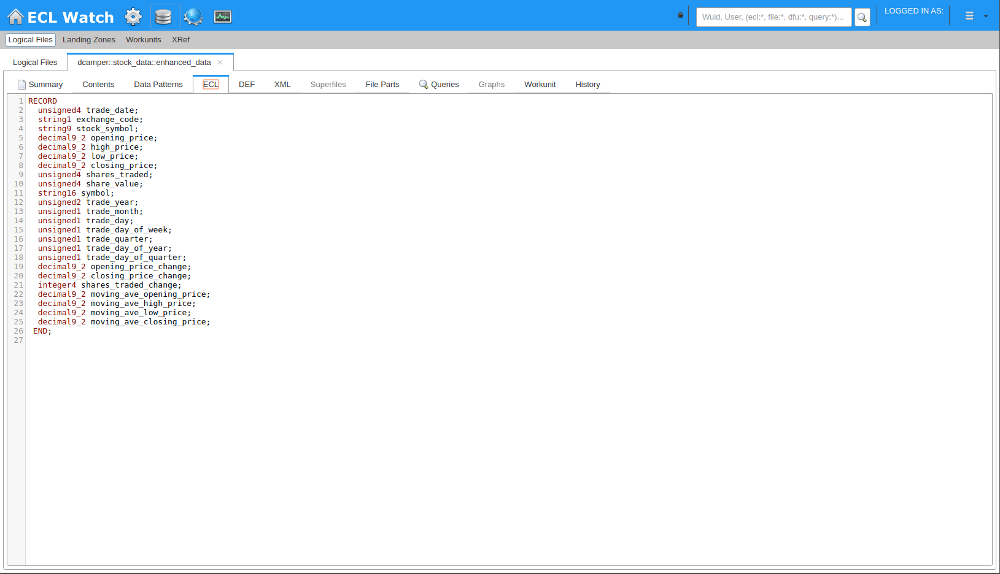 ECL Watch
Wuid, User, (ecl:*, file:*, dfu:*, query:*)...
LOGGED IN AS:
Logical Files Landing Zones Workunits XRef
Logical Files dcamper::stock_data::enhanced_data ×
Summary Contents Data Patterns ECL DEF XML Superfiles File Parts Queries Graphs Workunit History
1 RECORD
2 unsigned4 trade_date;
3 string1 exchange_code;
4 string9 stock_symbol;
5 decimal9_2 opening_price;
6 decimal9_2 high_price;
7 decimal9_2 low_price;
8 decimal9_2 closing_price;
9 unsigned4 shares_traded;
10 unsigned4 share_value;
11 string16 symbol;
12 unsigned2 trade_year;
13 unsigned1 trade_month;
14 unsigned1 trade_day;
15 unsigned1 trade_day_of_week;
16 unsigned1 trade_quarter;
17 unsigned1 trade_day_of_year;
18 unsigned1 trade_day_of_quarter;
19 decimal9_2 opening_price_change;
20 decimal9_2 closing_price_change;
21 integer4 shares_traded_change;
22 decimal9_2 moving_ave_opening_price;
23 decimal9_2 moving_ave_high_price;
24 decimal9_2 moving_ave_low_price;
25 decimal9_2 moving_ave_closing_price;
26 END;
27